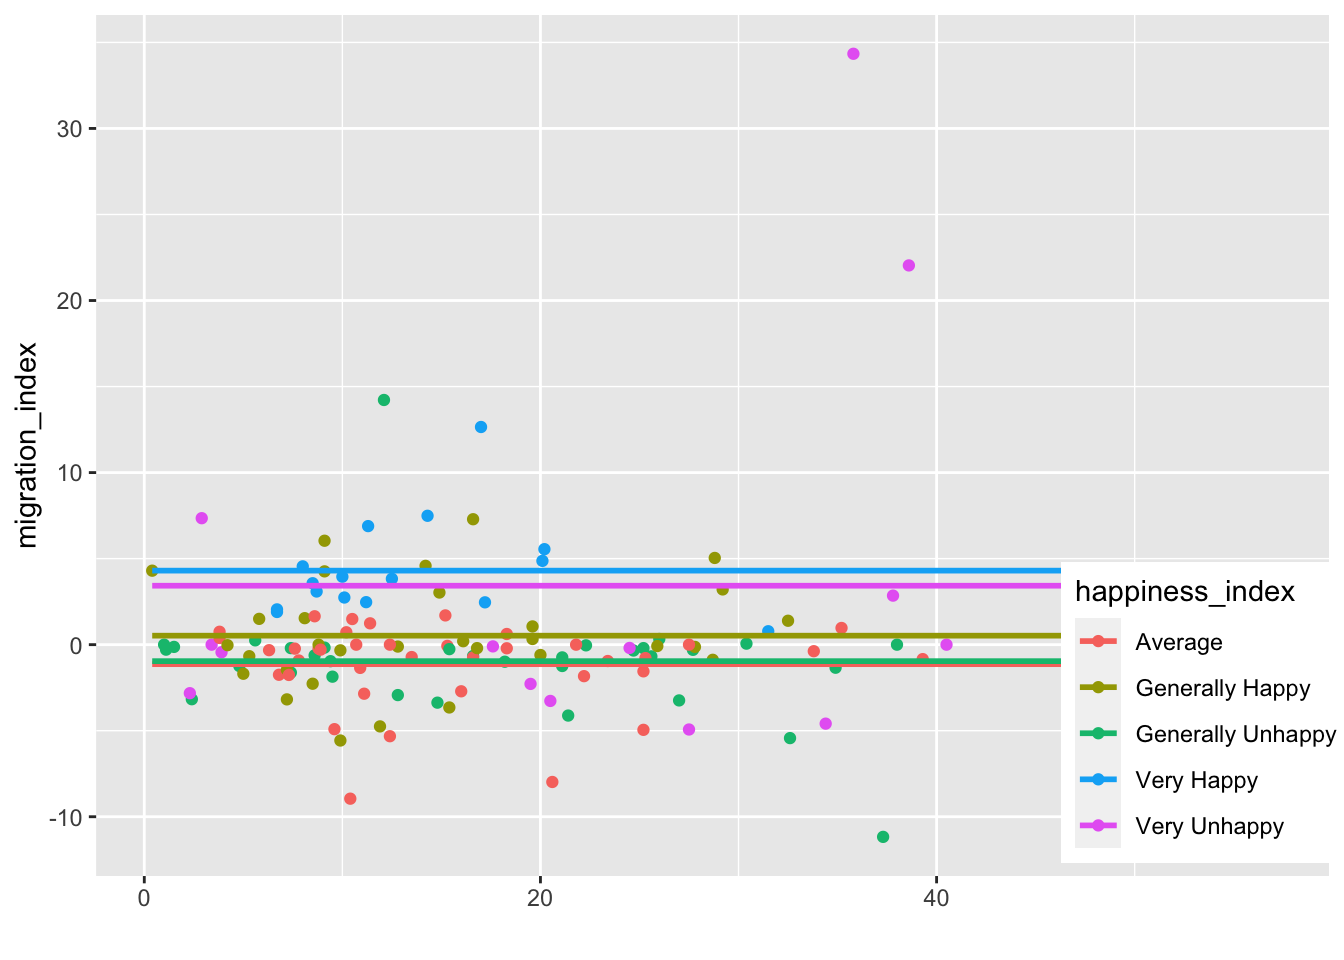 migration_index
30
20
10
0
-10
0
20
40
happiness_index
Average
Generally Happy
Generally Unhappy
Very Happy
Very Unhappy